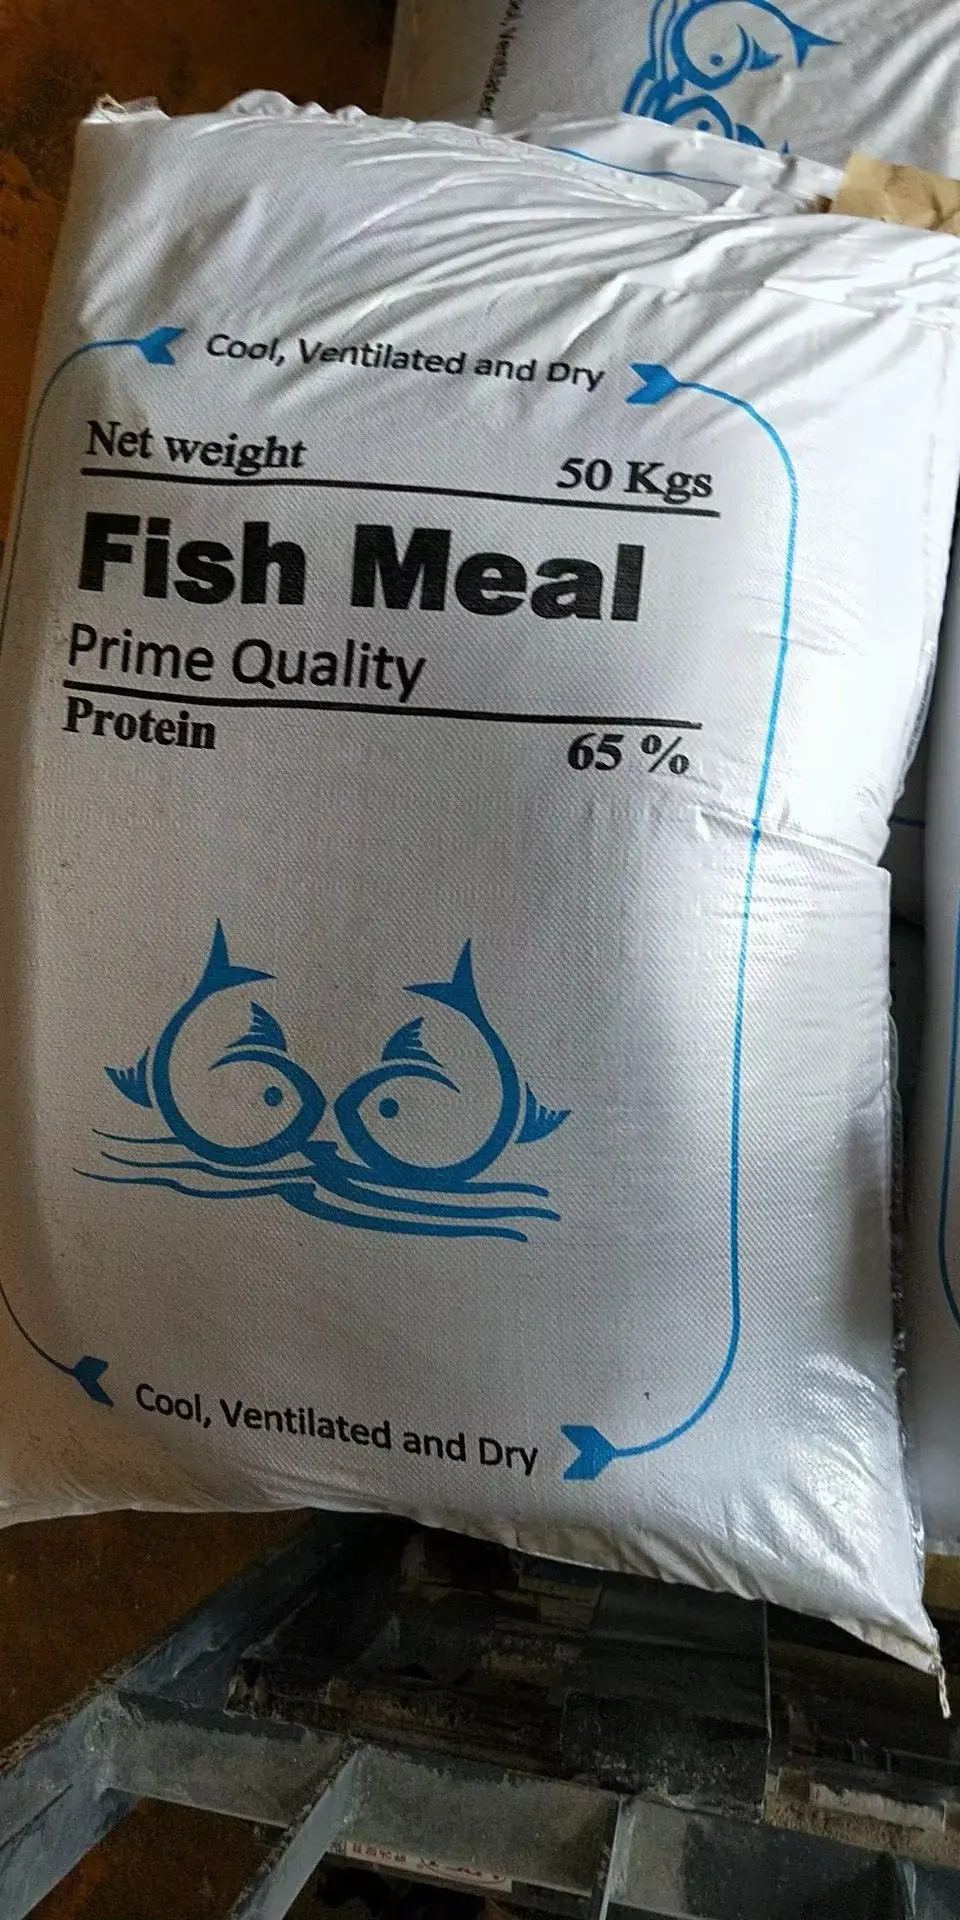 Cool, Ventilated and Dry
Net weight 50 Kgs
Fish Meal
Prime Quality
Protein 65 %
Cool, Ventilated and Dry